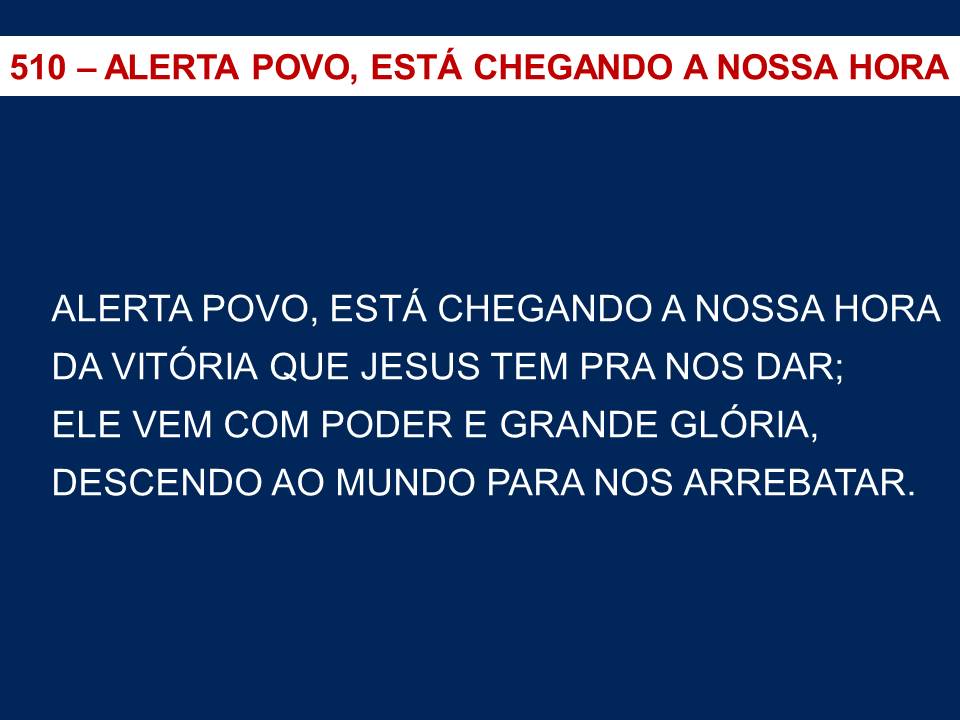 510 – ALERTA POVO, ESTÁ CHEGANDO A NOSSA HORA
ALERTA POVO, ESTÁ CHEGANDO A NOSSA HORA
DA VITÓRIA QUE JESUS TEM PRA NOS DAR;
ELE VEM COM PODER E GRANDE GLÓRIA,
DESCENDO AO MUNDO PARA NOS ARREBATAR.